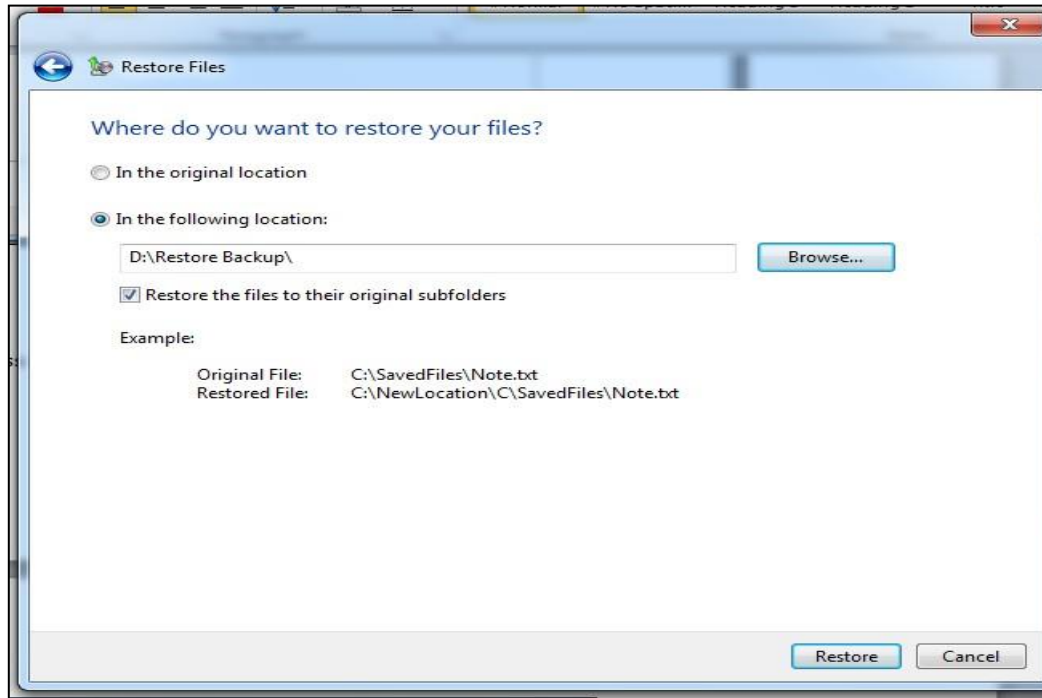 Restore Files
Where do you want to restore your files?
In the original location
In the following location:
D:\Restore Backup\
Browse...
Restore the files to their original subfolders
Example:
Original File: C:\SavedFiles\Note.txt
Restored File: C:\NewLocation\C\SavedFiles\Note.txt
Restore Cancel